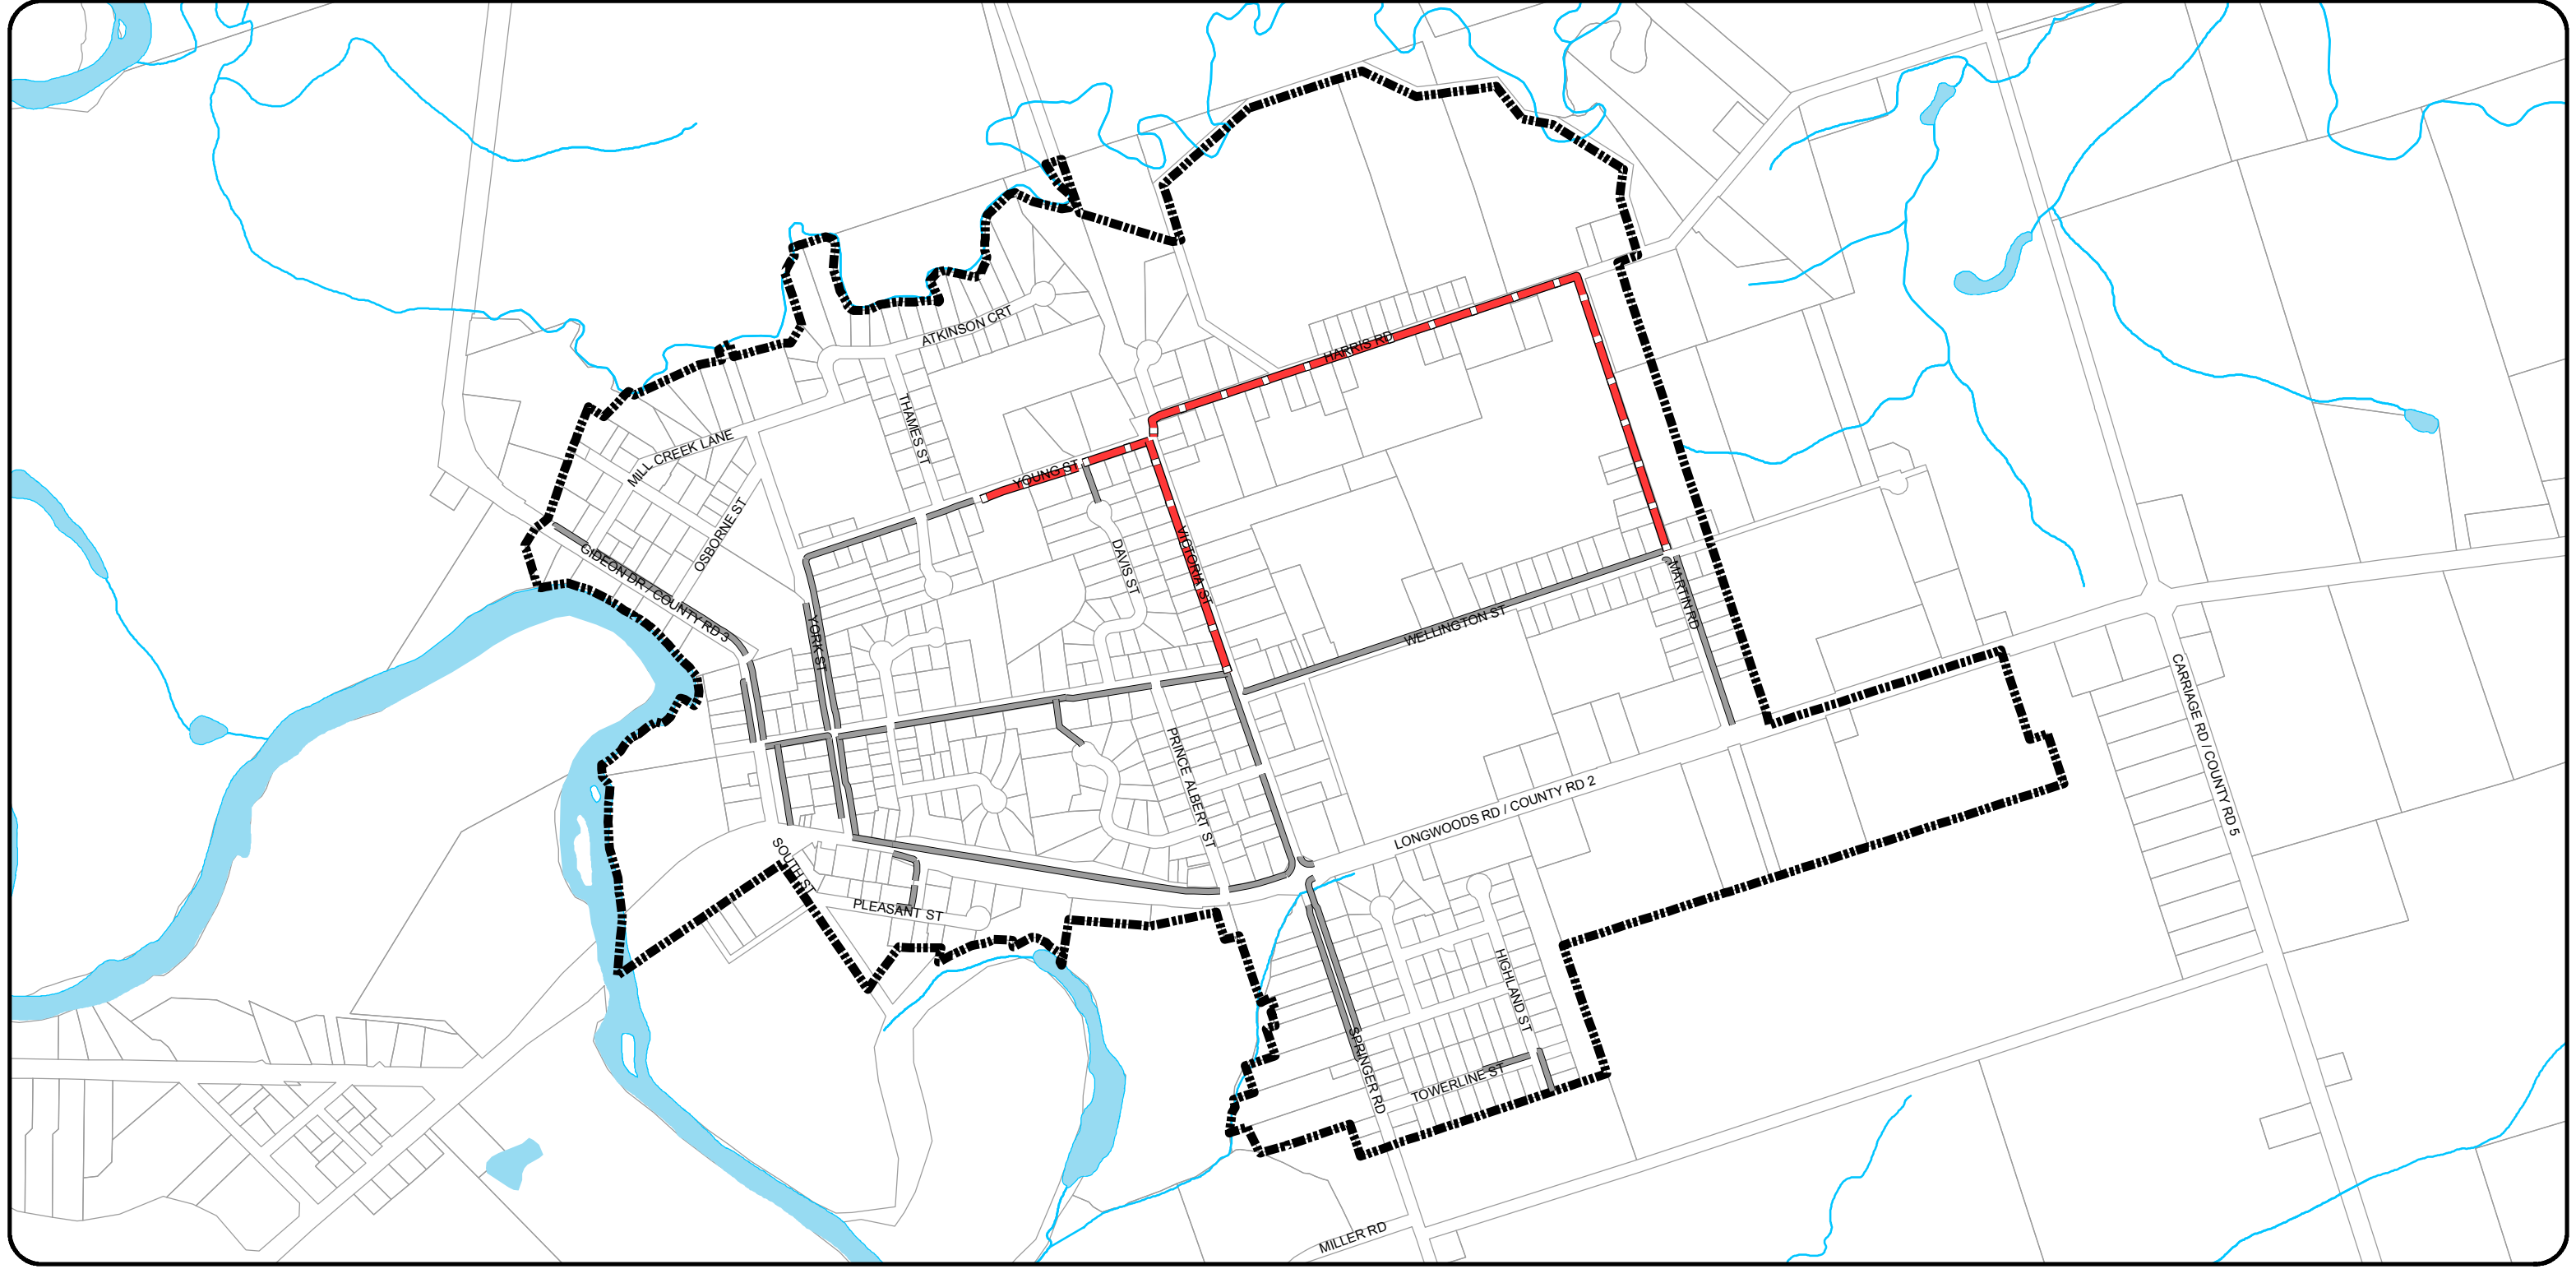 ATKINSON CRT
HARRIS RD
THAMES ST
MILL CREEK LANE
YOUNG ST
OSBORNE ST
GIDEON DR / COUNTY RD 3
DAVIS ST
VICTORIA ST
YORK ST
WELLINGTON ST
MARTIN RD
CARRIAGE RD / COUNTY RD 5
PRINCE ALBERT ST
LONGWOODS RD / COUNTY RD 2
SOUTH ST
PLEASANT ST
HIGHLAND ST
SPRINGER RD
TOWERLINE ST
MILLER RD